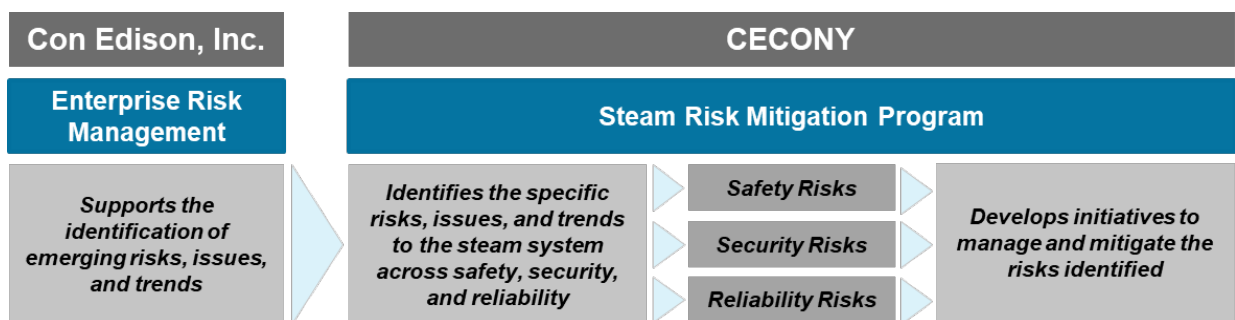 Con Edison, Inc.
CECONY
Enterprise Risk
Management
Steam Risk Mitigation Program
Supports the
identification of
emerging risks, issues,
and trends
Identifies the specific
risks, issues, and trends
to the steam system
across safety, security,
and reliability
Safety Risks
Security Risks
Reliability Risks
Develops initiatives to
manage and mitigate the
risks identified